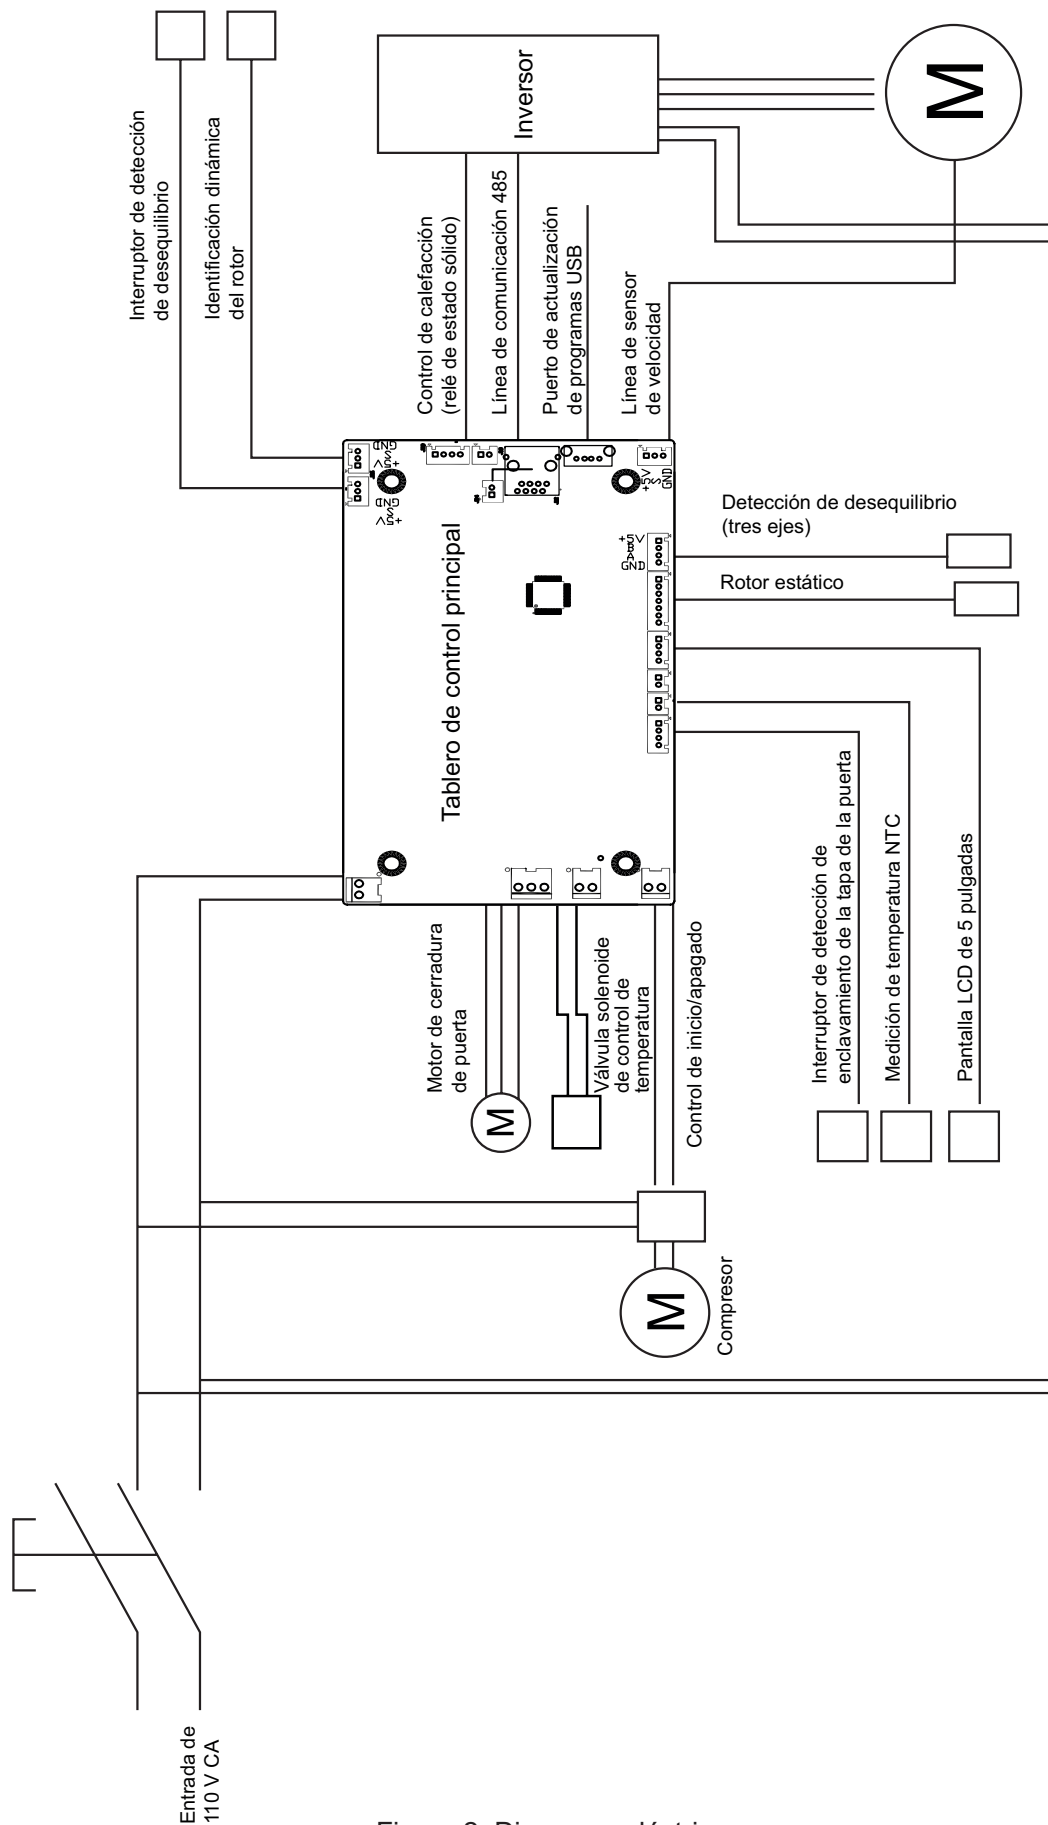 Interruptor de detección
de desequilibrio
Identificación dinámica
del rotor
Inversor
M
Control de calefacción
(relé de estado sólido)
Línea de comunicación 485
Puerto de actualización
de programas USB
Línea de sensor
de velocidad
GND
S
+5V
GND
S
+5V
+5V
S
GND
Tablero de control principal
+5V
B
A
GND
Detección de desequilibrio
(tres ejes)
Rotor estático
Motor de cerradura
de puerta
M
Válvula solenoide
de control de
temperatura
Control de inicio/apagado
Interruptor de detección de
enclavamiento de la tapa de la puerta
Medición de temperatura NTC
Pantalla LCD de 5 pulgadas
M
Compresor
Entrada de
110 V CA